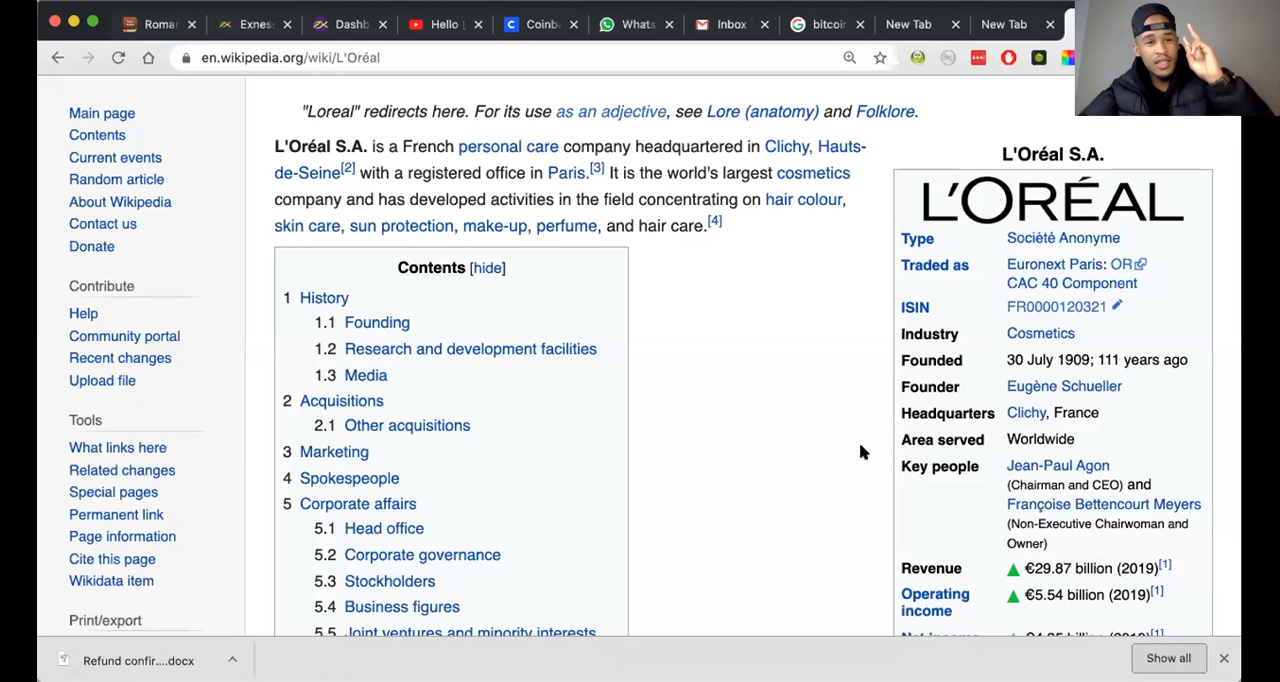 Roma
Exnes
Dashb
Hello [
Coinb
Whats
Inbox
bitcoir
New Tab
New Tab
en.wikipedia.org/wiki/L'Oréal
Main page
Contents
Current events
Random article
About Wikipedia
Contact us
Donate
Contribute
Help
Community portal
Recent changes
Upload file
Tools
What links here
Related changes
Special pages
Permanent link
Page information
Cite this page
Wikidata item
Print/export
"Loreal" redirects here. For its use as an adjective, see Lore (anatomy) and Folklore.
L'Oréal S.A. is a French personal care company headquartered in Clichy, Hauts-
de-Seine[2] with a registered office in Paris.[3] It is the world's largest cosmetics
company and has developed activities in the field concentrating on hair colour,
skin care, sun protection, make-up, perfume, and hair care.[4]
Contents [hide]
1 History
1.1 Founding
1.2 Research and development facilities
1.3 Media
2 Acquisitions
2.1 Other acquisitions
3 Marketing
4 Spokespeople
5 Corporate affairs
5.1 Head office
5.2 Corporate governance
5.3 Stockholders
5.4 Business figures
5.5 Joint ventures and minority interests
L'Oréal S.A.
L'ORÉAL
Type Société Anonyme
Traded as Euronext Paris: OR
CAC 40 Component
ISIN FR0000120321
Industry Cosmetics
Founded 30 July 1909; 111 years ago
Founder Eugène Schueller
Headquarters Clichy, France
Area served Worldwide
Key people Jean-Paul Agon
(Chairman and CEO) and
Françoise Bettencourt Meyers
(Non-Executive Chairwoman and
Owner)
Revenue ▲ €29.87 billion (2019)[1]
Operating ▲ €5.54 billion (2019)[1]
income
Refund confir....docx
Show all